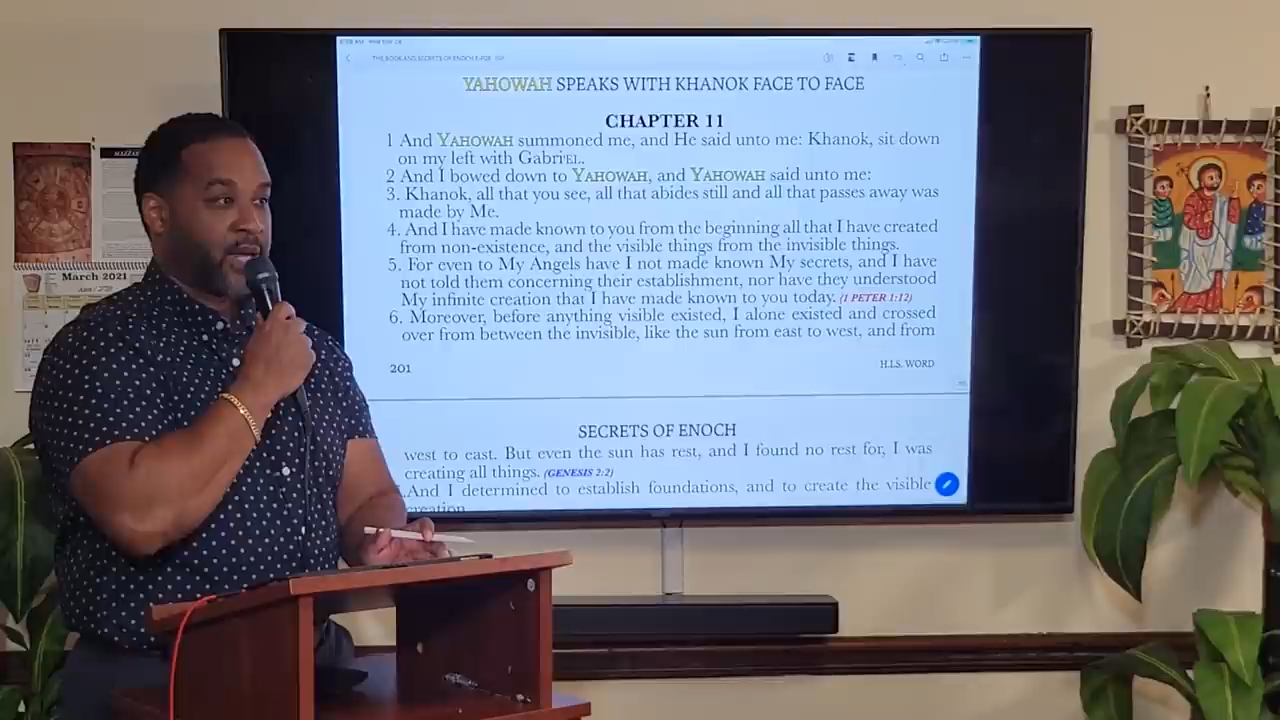 THE BOOK AND SECRETS OF ENOCH
YAHOWAH SPEAKS WITH KHANOK FACE TO FACE
CHAPTER 11
1 And YAHOWAH summoned me, and He said unto me: Khanok, sit down
on my left with Gabri'EL.
2 And I bowed down to YAHOWAH, and YAHOWAH said unto me:
3. Khanok, all that you see, all that abides still and all that passes away was
made by Me.
4. And I have made known to you from the beginning all that I have created
from non-existence, and the visible things from the invisible things.
5. For even to My Angels have I not made known My secrets, and I have
not told them concerning their establishment, nor have they understood
My infinite creation that I have made known to you today. (1 PETER 1:12)
6. Moreover, before anything visible existed, I alone existed and crossed
over from between the invisible, like the sun from east to west, and from
201
H.I.S. WORD
SECRETS OF ENOCH
west to east. But even the sun has rest, and I found no rest for, I was
creating all things. (GENESIS 2:2)
.And I determined to establish foundations, and to create the visible
creation
March 2021